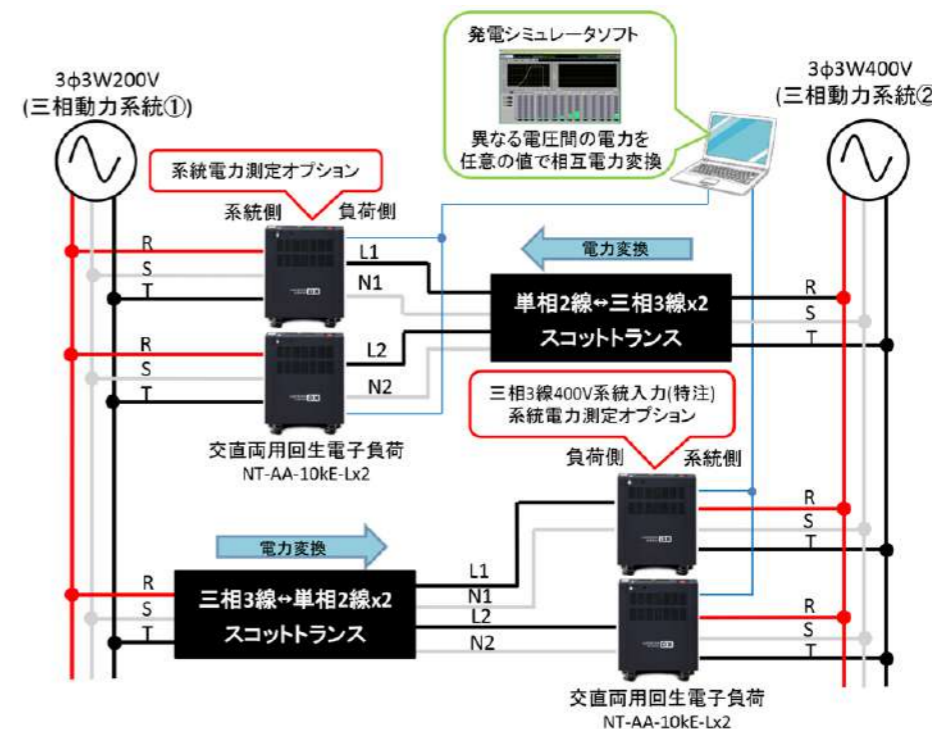 発電シミュレータソフト
異なる電圧間の電力を
任意の値で相互電力変換
3φ3W200V
(三相動力系統①)
3φ3W400V
(三相動力系統②
系統電力測定オプション
系統側
負荷側
R
S
T
L1
N1
電力変換
単相2線↔三相3線x2
スコットトランス
R
S
T
R
S
T
L2
N2
交直両用回生電子負荷
NT-AA-10kE-Lx2
三相3線400V系統入力(特注)
系統電力測定オプション
負荷側
系統側
R
S
T
電力変換
R
S
T
三相3線↔単相2線x2
スコットトランス
L1
N1
L2
N2
R
S
T
交直両用回生電子負荷
NT-AA-10kE-Lx2